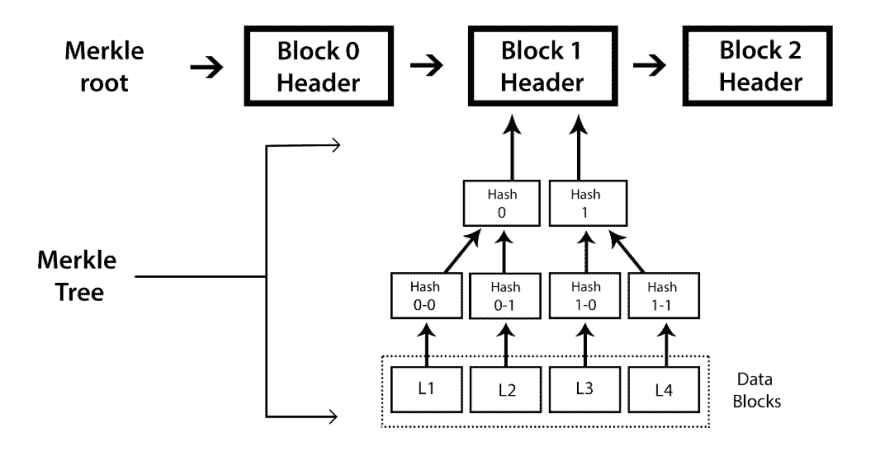 Merkle
root
Block 0
Header
Block 1
Header
Block 2
Header
Hash
0
Hash
1
Merkle
Tree
Hash
0-0
Hash
0-1
Hash
1-0
Hash
1-1
L1
L2
L3
L4
Data
Blocks